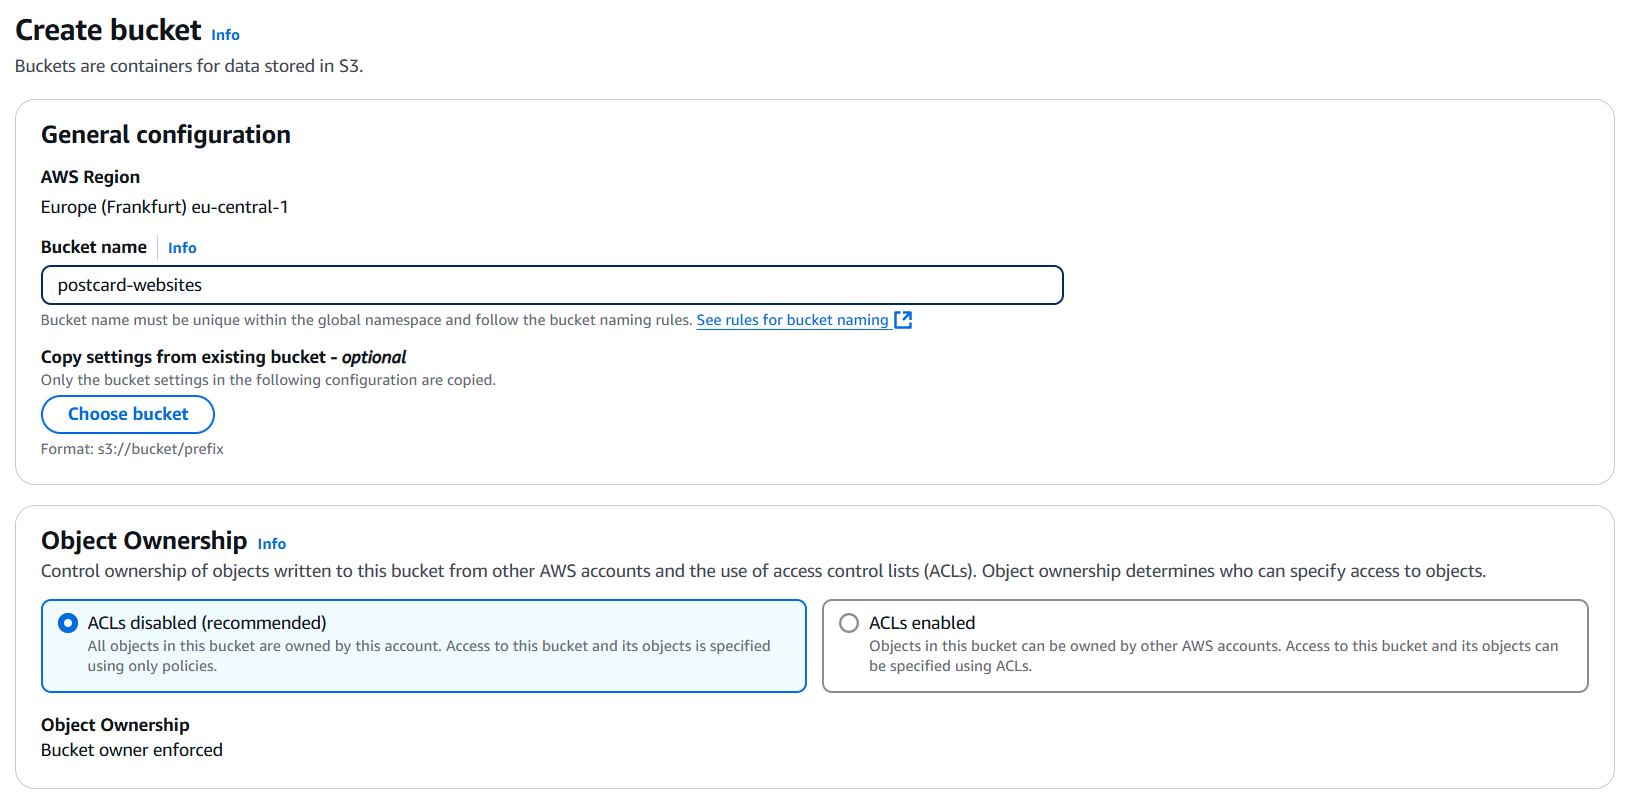 Create bucket Info
Buckets are containers for data stored in S3.
General configuration
AWS Region
Europe (Frankfurt) eu-central-1
Bucket name Info
postcard-websites
Bucket name must be unique within the global namespace and follow the bucket naming rules. See rules for bucket naming
Copy settings from existing bucket - optional
Only the bucket settings in the following configuration are copied.
Choose bucket
Format: s3://bucket/prefix
Object Ownership Info
Control ownership of objects written to this bucket from other AWS accounts and the use of access control lists (ACLs). Object ownership determines who can specify access to objects.
ACLs disabled (recommended)
All objects in this bucket are owned by this account. Access to this bucket and its objects is specified
using only policies.
ACLs enabled
Objects in this bucket can be owned by other AWS accounts. Access to this bucket and its objects can
be specified using ACLs.
Object Ownership
Bucket owner enforced